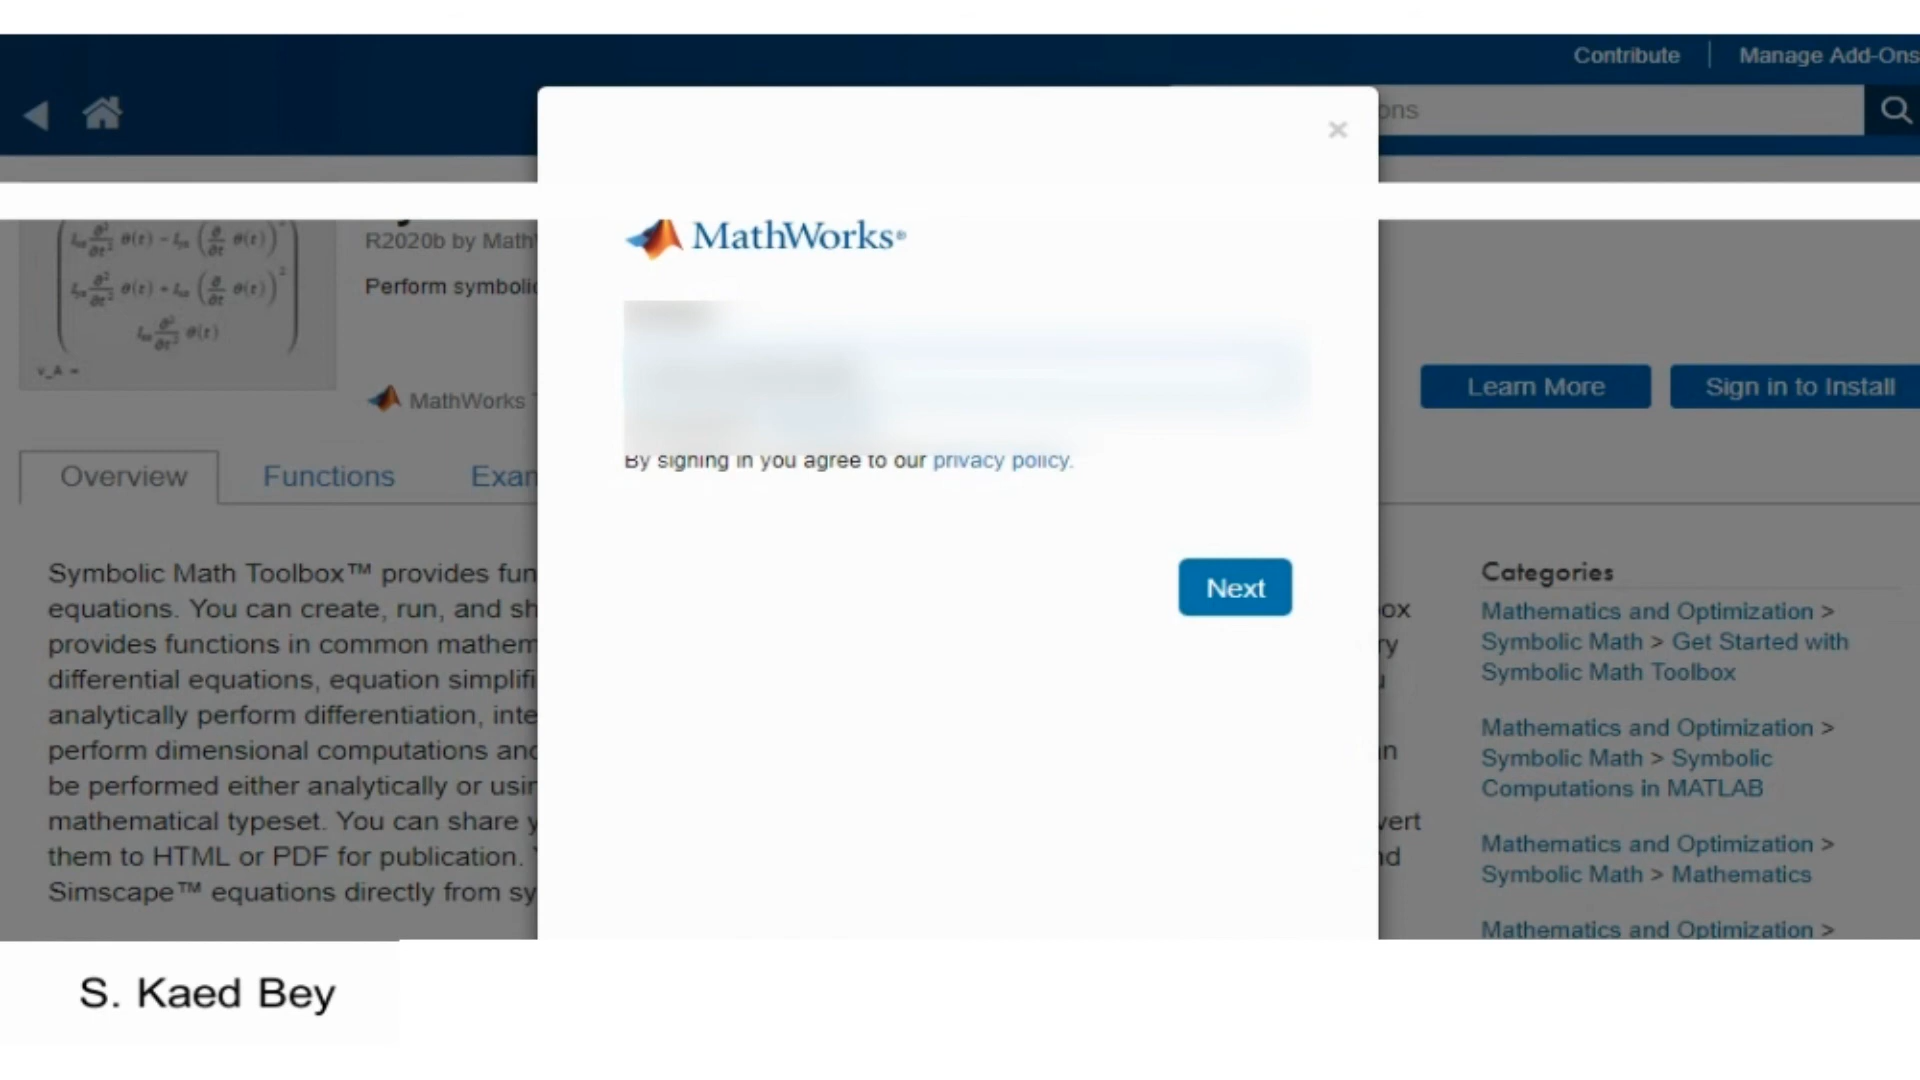 Contribute | Manage Add-Ons
ons
×
MathWorks®
R2020b by Math
Perform symbolic
v_A =
MathWorks
Learn More
Sign in to Install
By signing in you agree to our privacy policy.
Overview
Functions
Exam
Next
Symbolic Math Toolbox™ provides fun
equations. You can create, run, and sh
provides functions in common mathem
differential equations, equation simplifi
analytically perform differentiation, inte
perform dimensional computations and
be performed either analytically or usin
mathematical typeset. You can share y
them to HTML or PDF for publication.
Simscape™ equations directly from sy
ox
ry
an
vert
nd
Categories
Mathematics and Optimization >
Symbolic Math > Get Started with
Symbolic Math Toolbox
Mathematics and Optimization >
Symbolic Math > Symbolic
Computations in MATLAB
Mathematics and Optimization >
Symbolic Math > Mathematics
Mathematics and Optimization >
S. Kaed Bey